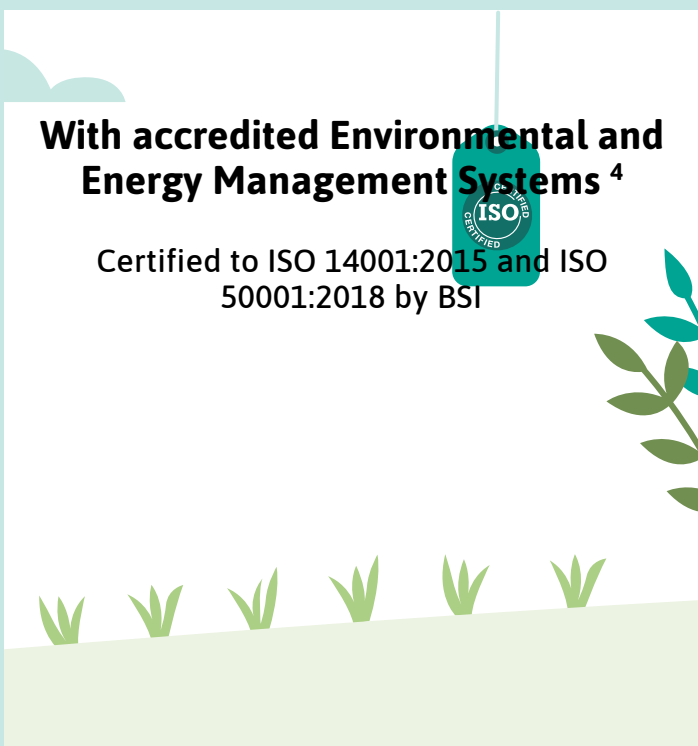 With accredited Environmental and
Energy Management Systems ⁴
CERTIFIED
ISO
CERTIFIED
Certified to ISO 14001:2015 and ISO
50001:2018 by BSI